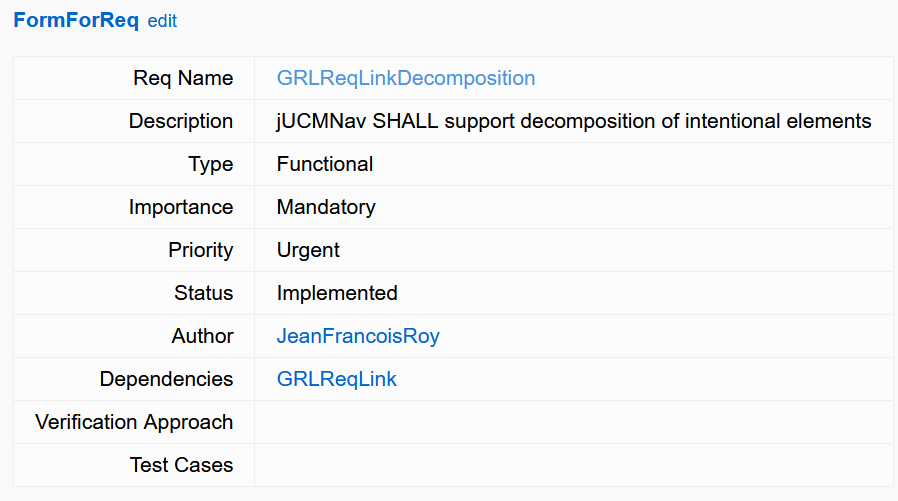 FormForReq edit
Req Name GRLReqLinkDecomposition
Description jUCMNav SHALL support decomposition of intentional elements
Type Functional
Importance Mandatory
Priority Urgent
Status Implemented
Author JeanFrancoisRoy
Dependencies GRLReqLink
Verification Approach
Test Cases